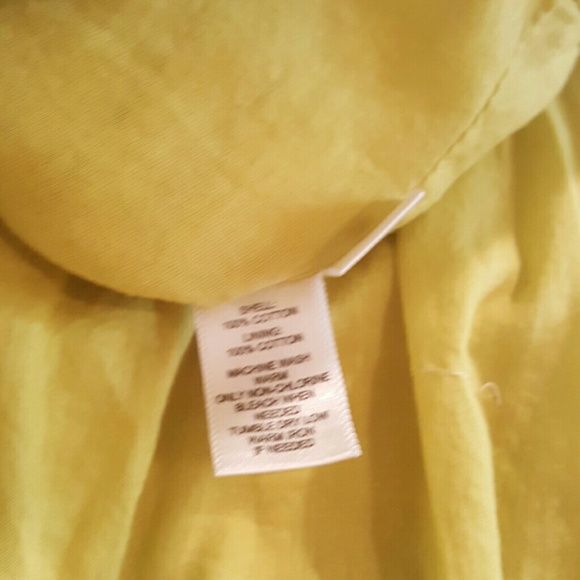 SHELL:
100% COTTON
LINING:
100% COTTON
MACHINE WASH
WARM
ONLY NON-CHLORINE
BLEACH WHEN
NEEDED
TUMBLE DRY LOW
WARM IRON
IF NEEDED